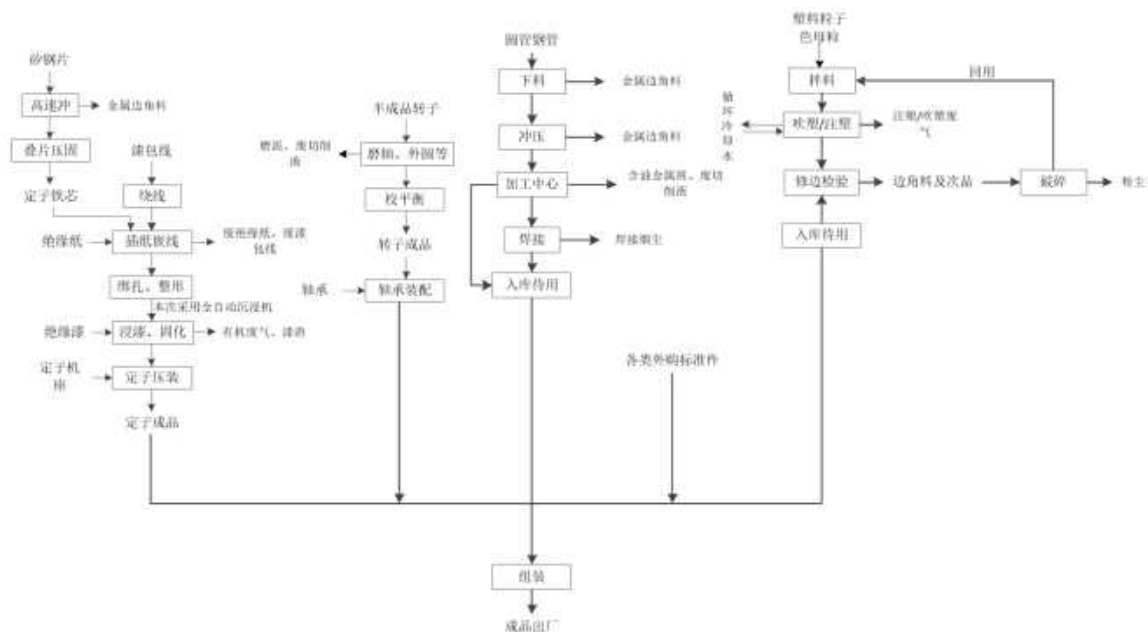 矽钢片
高速冲
金属边角料
叠片压固
漆包线
定子铁芯
绕线
绝缘纸
插纸嵌线
废绝缘纸、废漆
包线
绑扎、整形
本次采用全自动沉浸机
绝缘漆
浸漆、固化
有机废气、漆渣
定子机
座
定子压装
定子成品
半成品转子
磨泥、废切削
液
磨轴、外圆等
校平衡
转子成品
轴承
轴承装配
圆管钢管
下料
金属边角料
冲压
金属边角料
加工中心
含油金属屑、废切
削液
焊接
焊接烟尘
入库待用
各类外购标准件
塑料粒子
色母粒
拌料
回用
循
环
冷
却
水
吹塑/注塑
注塑/吹塑废
气
修边检验
边角料及次品
破碎
粉尘
入库待用
组装
成品出厂